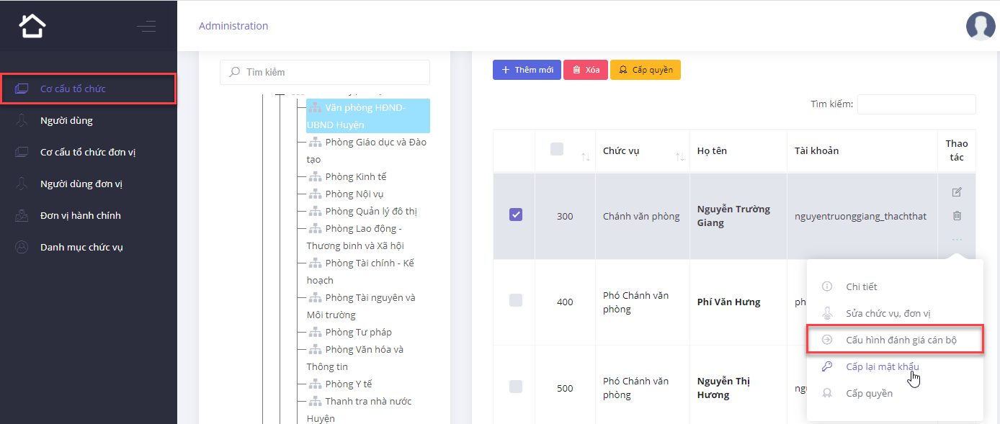 Administration
Cơ cấu tổ chức
Người dùng
Cơ cấu tổ chức đơn vị
Người dùng đơn vị
Đơn vị hành chính
Danh mục chức vụ
Tìm kiếm
Văn phòng HĐND-
UBND Huyện
Phòng Giáo dục và Đào
tạo
Phòng Kinh tế
Phòng Nội vụ
Phòng Quản lý đô thị
Phòng Lao động -
Thương binh và Xã hội
Phòng Tài chính - Kế
hoạch
Phòng Tài nguyên và
Môi trường
Phòng Tư pháp
Phòng Văn hóa và
Thông tin
Phòng Y tế
Thanh tra nhà nước
Huyện
+ Thêm mới Xóa Cấp quyền
Tìm kiếm:
Chức vụ Họ tên Tài khoản Thao
tác
300 Chánh văn phòng Nguyễn Trường
Giang nguyentruonggiang_thachthat
400 Phó Chánh văn
phòng Phí Văn Hưng ph
500 Phó Chánh văn
phòng Nguyễn Thị
Hương ngu
Chi tiết
Sửa chức vụ, đơn vị
Cấu hình đánh giá cán bộ
Cấp lại mật khẩu
Cấp quyền